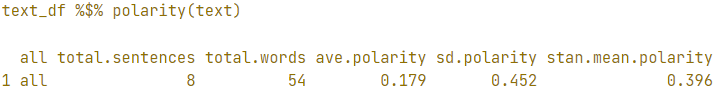 text_df %$% polarity(text)
all total.sentences total.words ave.polarity sd.polarity stan.mean.polarity
1 all 8 54 0.179 0.452 0.396